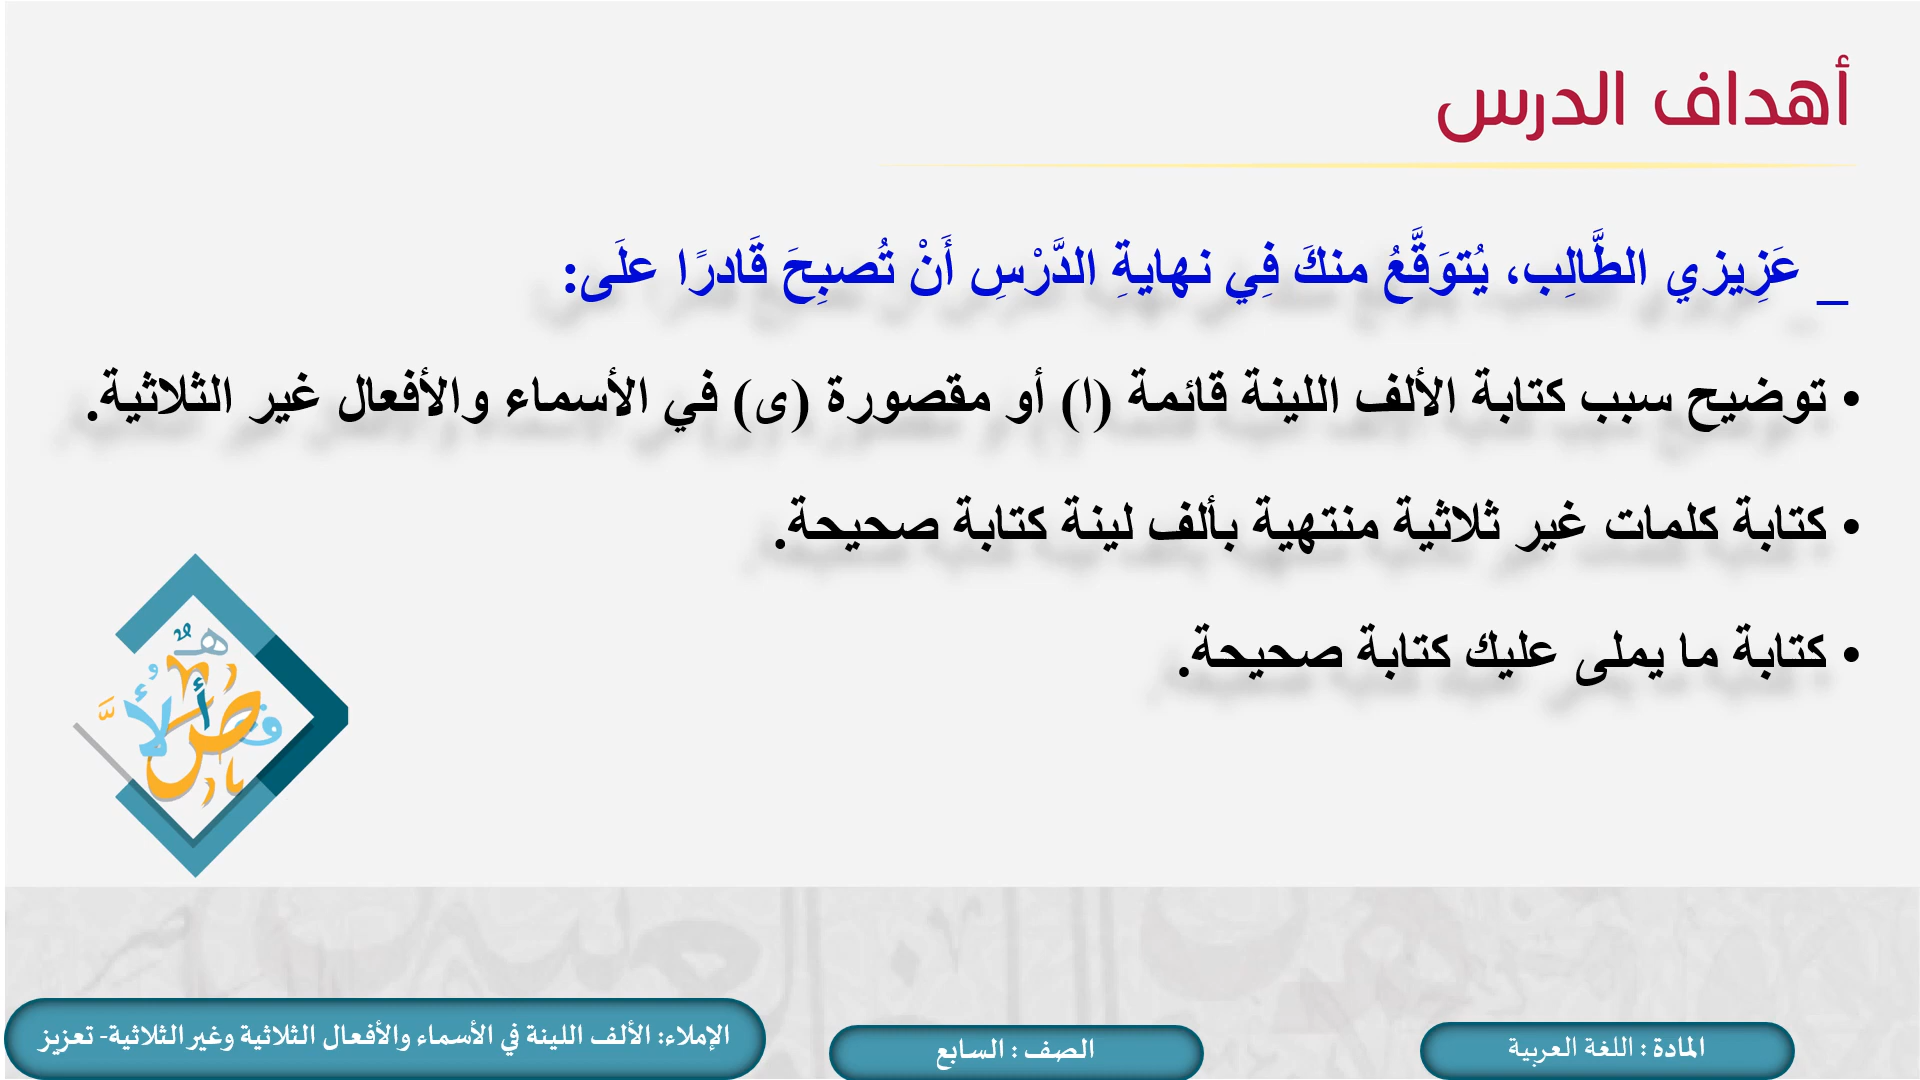 أهداف الدرس
_ عَزِيزي الطَّالِب، يُتوَقَّعُ منكَ فِي نهايةِ الدَّرْسِ أَنْ تُصبِحَ قَادرًا علَى:
• توضيح سبب كتابة الألف اللينة قائمة (ا) أو مقصورة (ى) في الأسماء والأفعال غير الثلاثية.
• كتابة كلمات غير ثلاثية منتهية بألف لينة كتابة صحيحة.
• كتابة ما يملى عليك كتابة صحيحة.
المادة : اللغة العربية
الصف : السابع
الإملاء: الألف اللينة في الأسماء والأفعال الثلاثية وغير الثلاثية- تعزيز